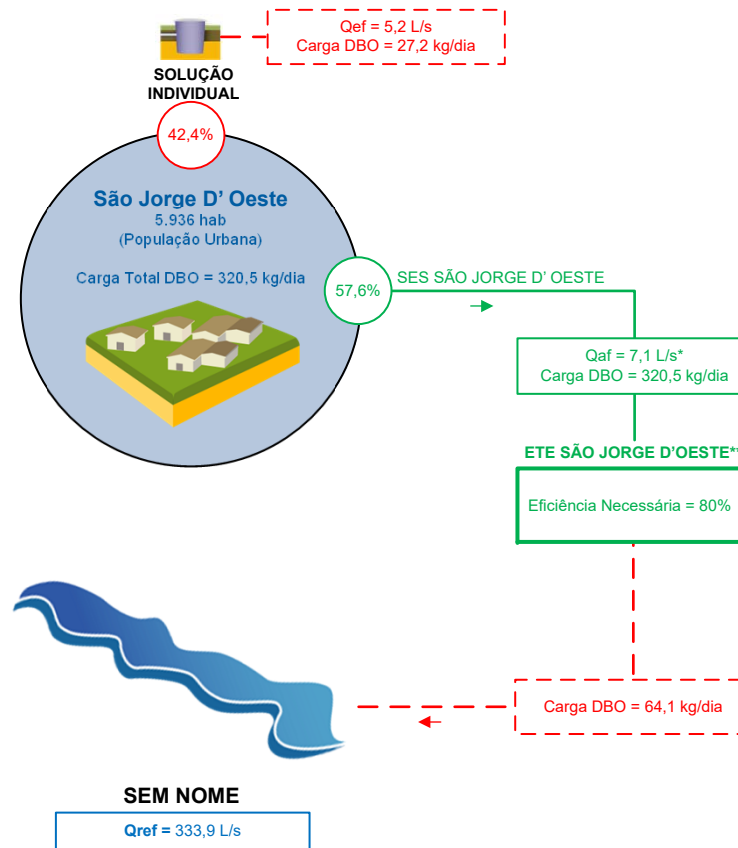 Qef = 5,2 L/s
Carga DBO = 27,2 kg/dia
SOLUÇÃO
INDIVIDUAL
42,4%
São Jorge D' Oeste
5.936 hab
(População Urbana)
Carga Total DBO = 320,5 kg/dia
57,6%
SES SÃO JORGE D' OESTE
Qaf = 7,1 L/s*
Carga DBO = 320,5 kg/dia
ETE SÃO JORGE D'OESTE**
Eficiência Necessária = 80%
Carga DBO = 64,1 kg/dia
SEM NOME
Qref = 333,9 L/s